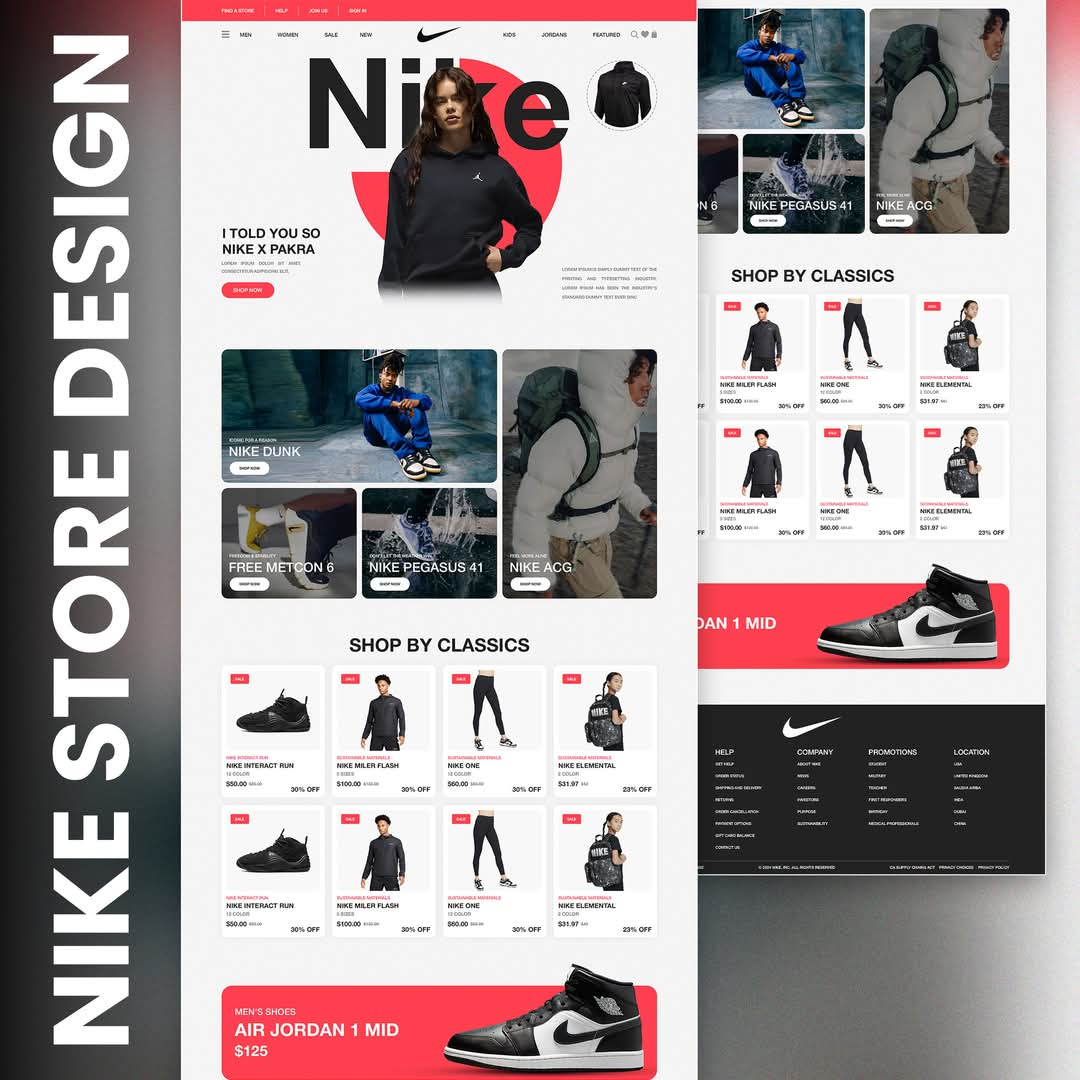 NIKE STORE DESIGN
FIND A STORE
HELP
JOIN US
SIGN IN
MEN
WOMEN
SALE
NEW
KIDS
JORDANS
FEATURED
Nike
I TOLD YOU SO
NIKE X PAKRA
LOREM IPSUM DOLOR SIT AMET,
CONSECTETUR ADIPISCING ELIT,
SHOP NOW
LOREM IPSUM IS SIMPLY DUMMY TEXT OF THE
PRINTING AND TYPESETTING INDUSTRY.
LOREM IPSUM HAS BEEN THE INDUSTRY'S
STANDARD DUMMY TEXT EVER SINC
ICONIC FOR A REASON
NIKE DUNK
SHOP NOW
FREEDOM & STABILITY
FREE METCON 6
SHOP NOW
DON'T LET THE WEATHER WIN
NIKE PEGASUS 41
SHOP NOW
FEEL MORE ALIVE
NIKE ACG
SHOP NOW
SHOP BY CLASSICS
SALE
NIKE INTERACT RUN
NIKE INTERACT RUN
12 COLOR
$50.00
30% OFF
SALE
SUSTAINABLE MATERIALS
NIKE MILER FLASH
5 SIZES
$100.00 $130.00
30% OFF
SALE
SUSTAINABLE MATERIALS
NIKE ONE
12 COLOR
$60.00
30% OFF
SALE
NIKE
SUSTAINABLE MATERIALS
NIKE ELEMENTAL
2 COLOR
$31.97
23% OFF
SALE
NIKE INTERACT RUN
NIKE INTERACT RUN
12 COLOR
$50.00
30% OFF
SALE
SUSTAINABLE MATERIALS
NIKE MILER FLASH
5 SIZES
$100.00 $130.00
30% OFF
SALE
SUSTAINABLE MATERIALS
NIKE ONE
12 COLOR
$60.00
30% OFF
SALE
NIKE
SUSTAINABLE MATERIALS
NIKE ELEMENTAL
2 COLOR
$31.97
23% OFF
MEN'S SHOES
AIR JORDAN 1 MID
$125
N 6
DON'T LET THE WEATHER WIN
NIKE PEGASUS 41
SHOP NOW
FEEL MORE ALIVE
NIKE ACG
SHOP NOW
SHOP BY CLASSICS
FF
SALE
SUSTAINABLE MATERIALS
NIKE MILER FLASH
5 SIZES
$100.00 $130.00
30% OFF
SALE
SUSTAINABLE MATERIALS
NIKE ONE
12 COLOR
$60.00
30% OFF
SALE
NIKE
SUSTAINABLE MATERIALS
NIKE ELEMENTAL
2 COLOR
$31.97
23% OFF
FF
SALE
SUSTAINABLE MATERIALS
NIKE MILER FLASH
5 SIZES
$100.00 $130.00
30% OFF
SALE
SUSTAINABLE MATERIALS
NIKE ONE
12 COLOR
$60.00
30% OFF
SALE
NIKE
SUSTAINABLE MATERIALS
NIKE ELEMENTAL
2 COLOR
$31.97
23% OFF
DAN 1 MID
HELP
GET HELP
ORDER STATUS
SHIPPING AND DELIVERY
RETURNS
ORDER CANCELLATION
PAYMENT OPTIONS
GIFT CARD BALANCE
CONTACT US
COMPANY
ABOUT NIKE
NEWS
CAREERS
INVESTORS
PURPOSE
SUSTAINABILITY
PROMOTIONS
STUDENT
MILITARY
TEACHER
FIRST RESPONDERS
BIRTHDAY
MEDICAL PROFESSIONALS
LOCATION
USA
UNITED KINGDOM
INDIA
DUBAI
CHINA
© 2024 NIKE, INC. ALL RIGHTS RESERVED
CA SUPPLY CHAINS ACT
PRIVACY CHOICES
PRIVACY POLICY